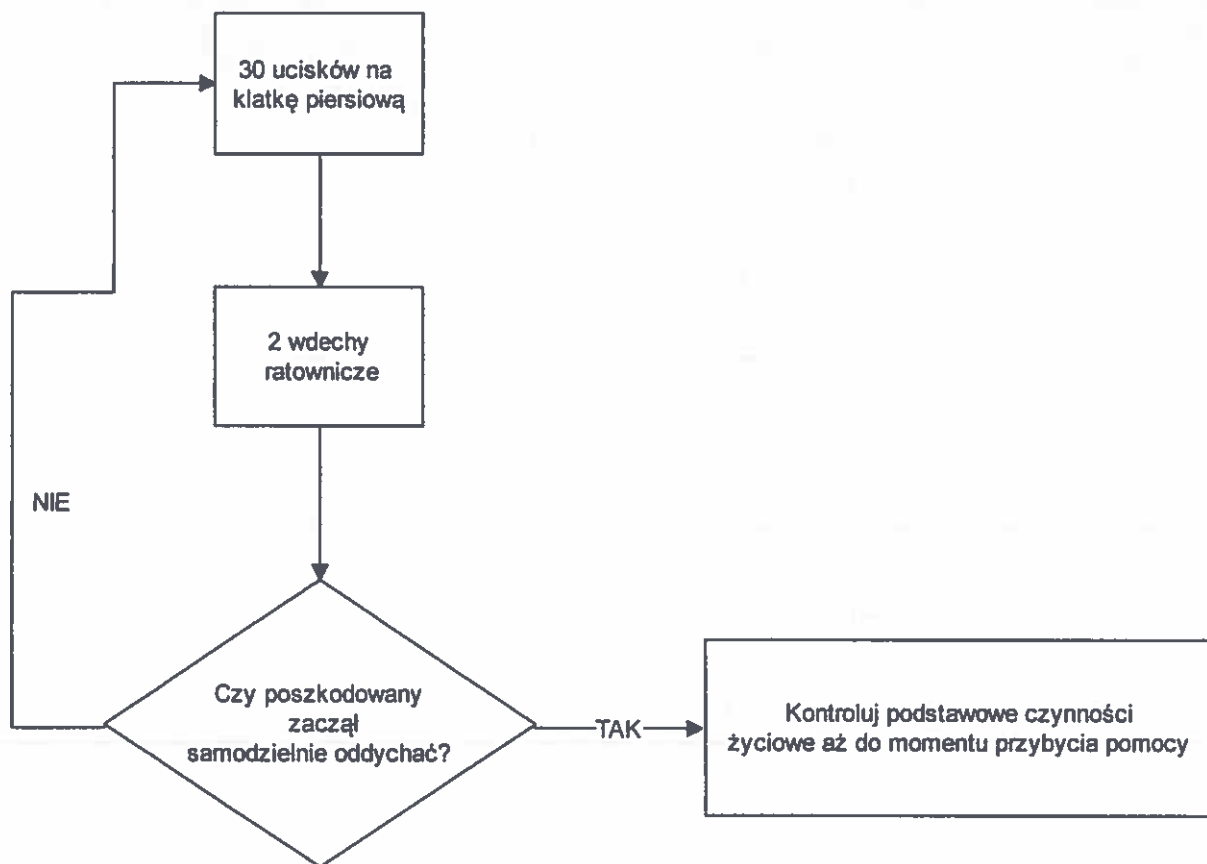 30 ucisków na
klatkę piersiową
2 wdechy
ratownicze
NIE
Czy poszkodowany
zaczął
samodzielnie oddychać?
TAK
Kontroluj podstawowe czynności
życiowe aż do momentu przybycia pomocy